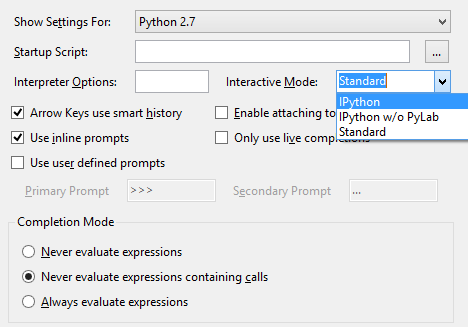 Show Settings For: Python 2.7
Startup Script: ...
Interpreter Options: Interactive Mode: Standard
IPython
IPython w/o PyLab
Standard
Arrow Keys use smart history Enable attaching to
Use inline prompts Only use live completions
Use user defined prompts
Primary Prompt >>> Secondary Prompt ...
Completion Mode
Never evaluate expressions
Never evaluate expressions containing calls
Always evaluate expressions